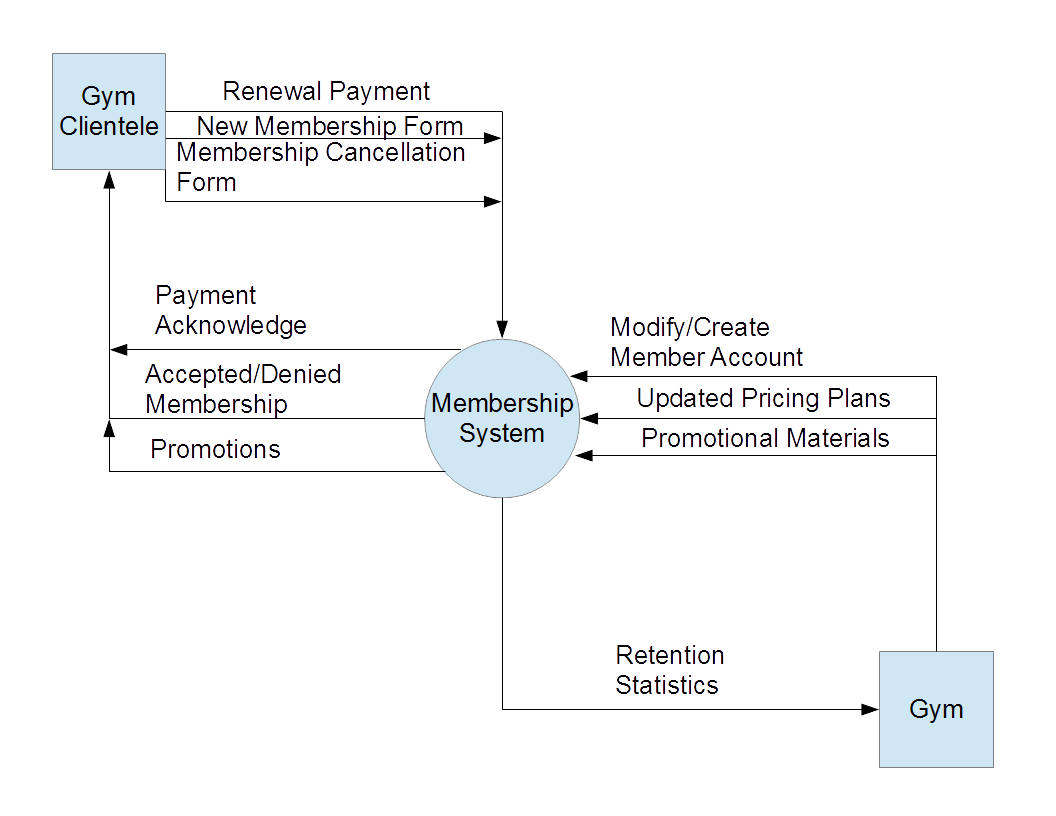 Gym
Clientele
Renewal Payment
New Membership Form
Membership Cancellation
Form
Payment
Acknowledge
Accepted/Denied
Membership
Promotions
Membership
System
Modify/Create
Member Account
Updated Pricing Plans
Promotional Materials
Retention
Statistics
Gym